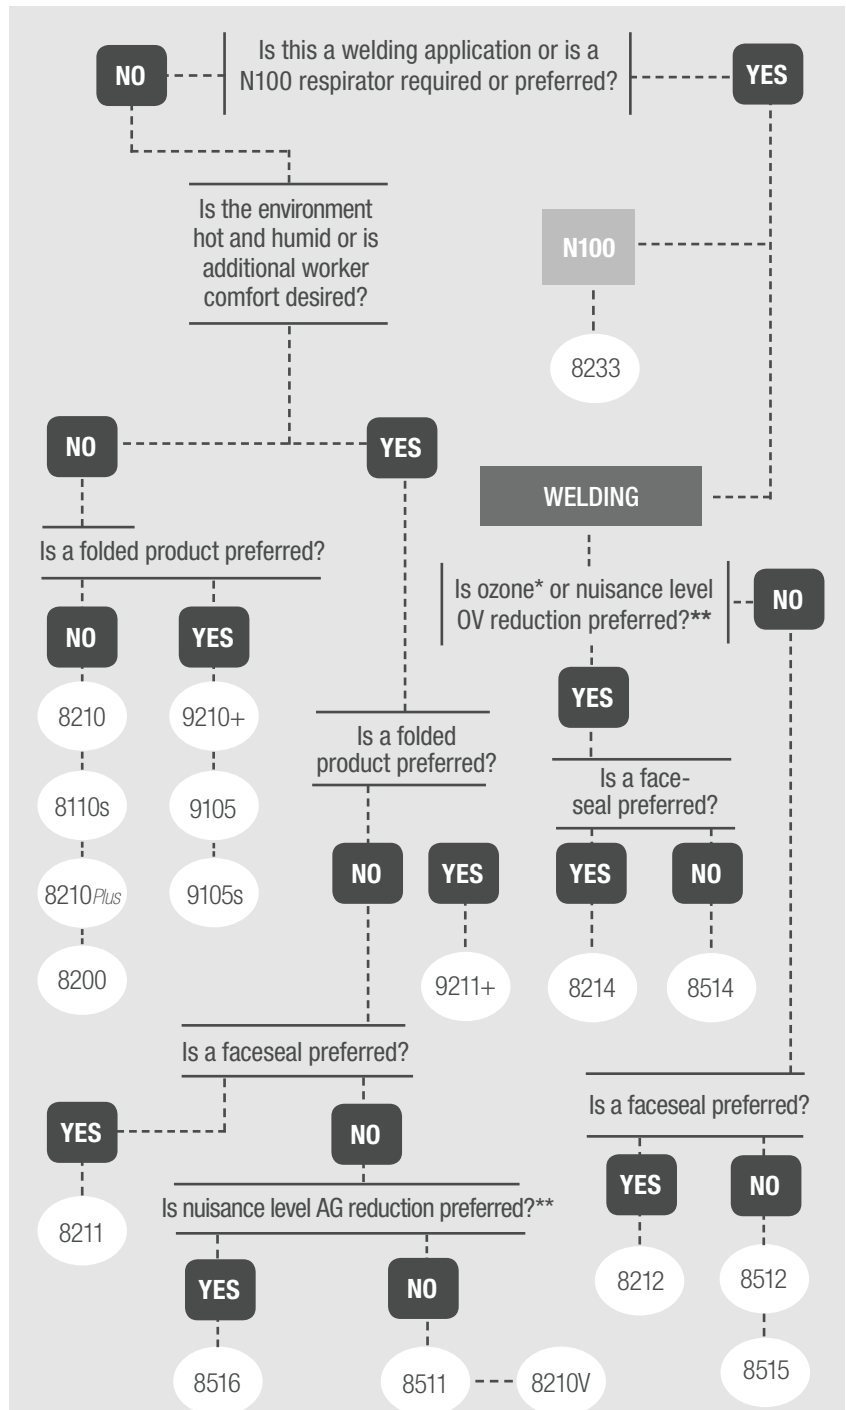 Is this a welding application or is a
N100 respirator required or preferred?
NO
YES
Is the environment
hot and humid or is
additional worker
comfort desired?
N100
8233
NO
YES
WELDING
Is a folded product preferred?
Is ozone* or nuisance level
OV reduction preferred?**
NO
NO
YES
YES
8210
9210+
Is a folded
product preferred?
Is a face-
seal preferred?
8110s
9105
NO
YES
YES
NO
8210Plus
9105s
8200
9211+
8214
8514
Is a faceseal preferred?
Is a faceseal preferred?
YES
NO
YES
NO
8211
Is nuisance level AG reduction preferred?**
YES
NO
8212
8512
8516
8511
8210V
8515